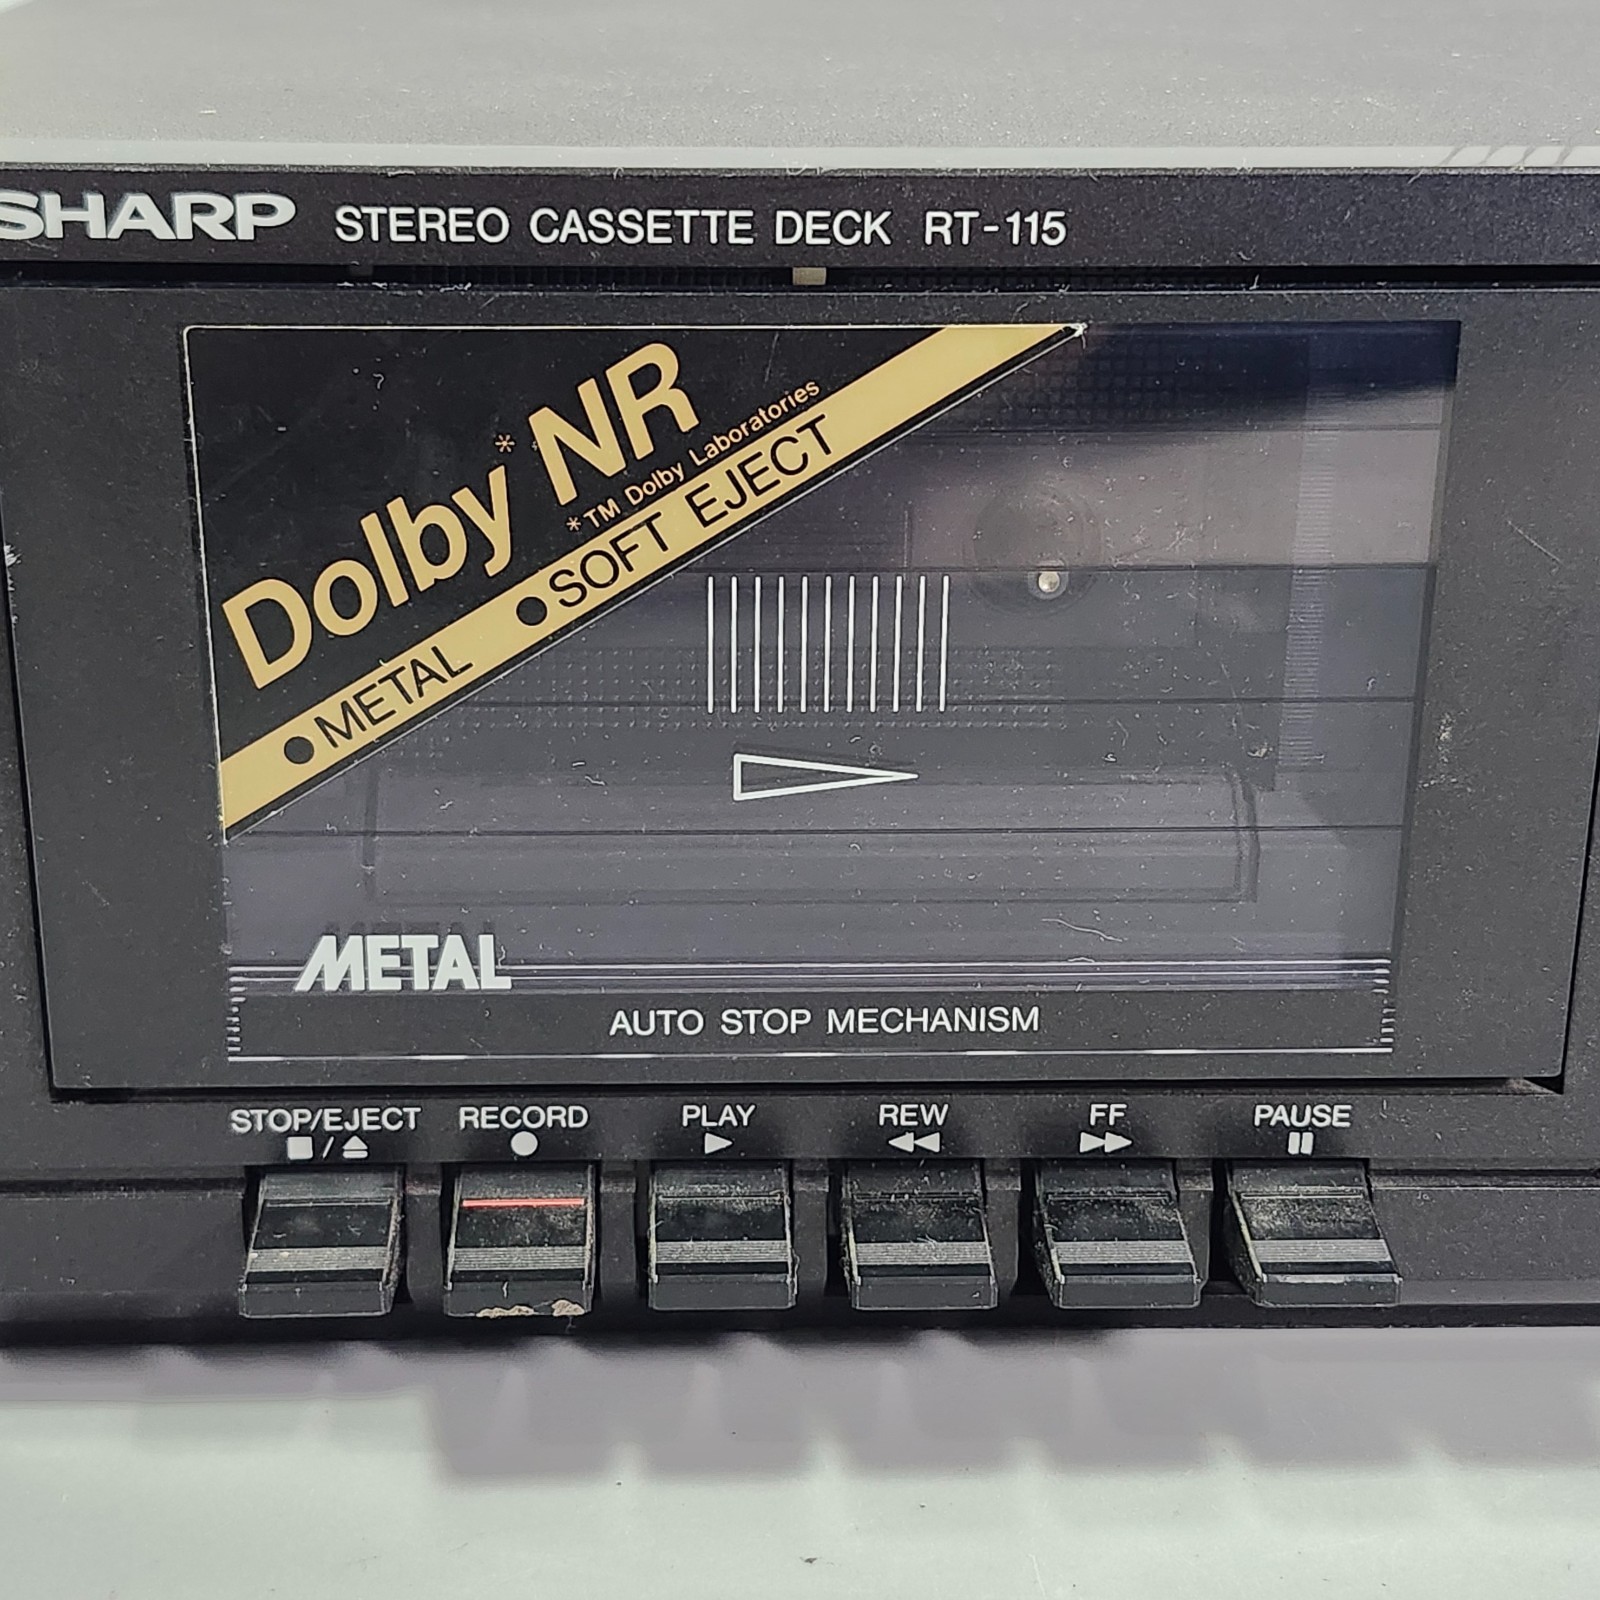 SHARP STEREO CASSETTE DECK RT-115
Dolby* NR
*TM Dolby Laboratories
●METAL ●SOFT EJECT
METAL
AUTO STOP MECHANISM
STOP/EJECT RECORD PLAY REW FF PAUSE